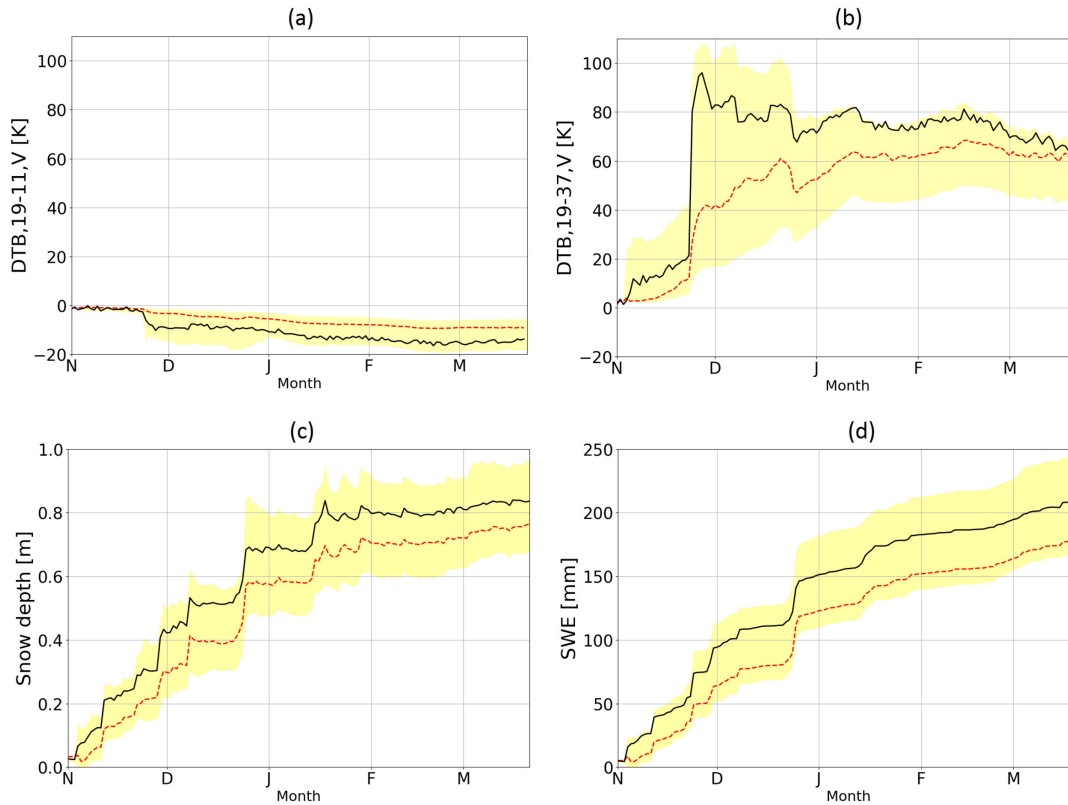 (a)
DTB,19-11,V [K]
100
80
60
40
20
0
−20
N D J F M
Month
(b)
DTB,19-37,V [K]
100
80
60
40
20
0
−20
N D J F M
Month
(c)
Snow depth [m]
1.0
0.8
0.6
0.4
0.2
0.0
N D J F M
Month
(d)
SWE [mm]
250
200
150
100
50
0
N D J F M
Month